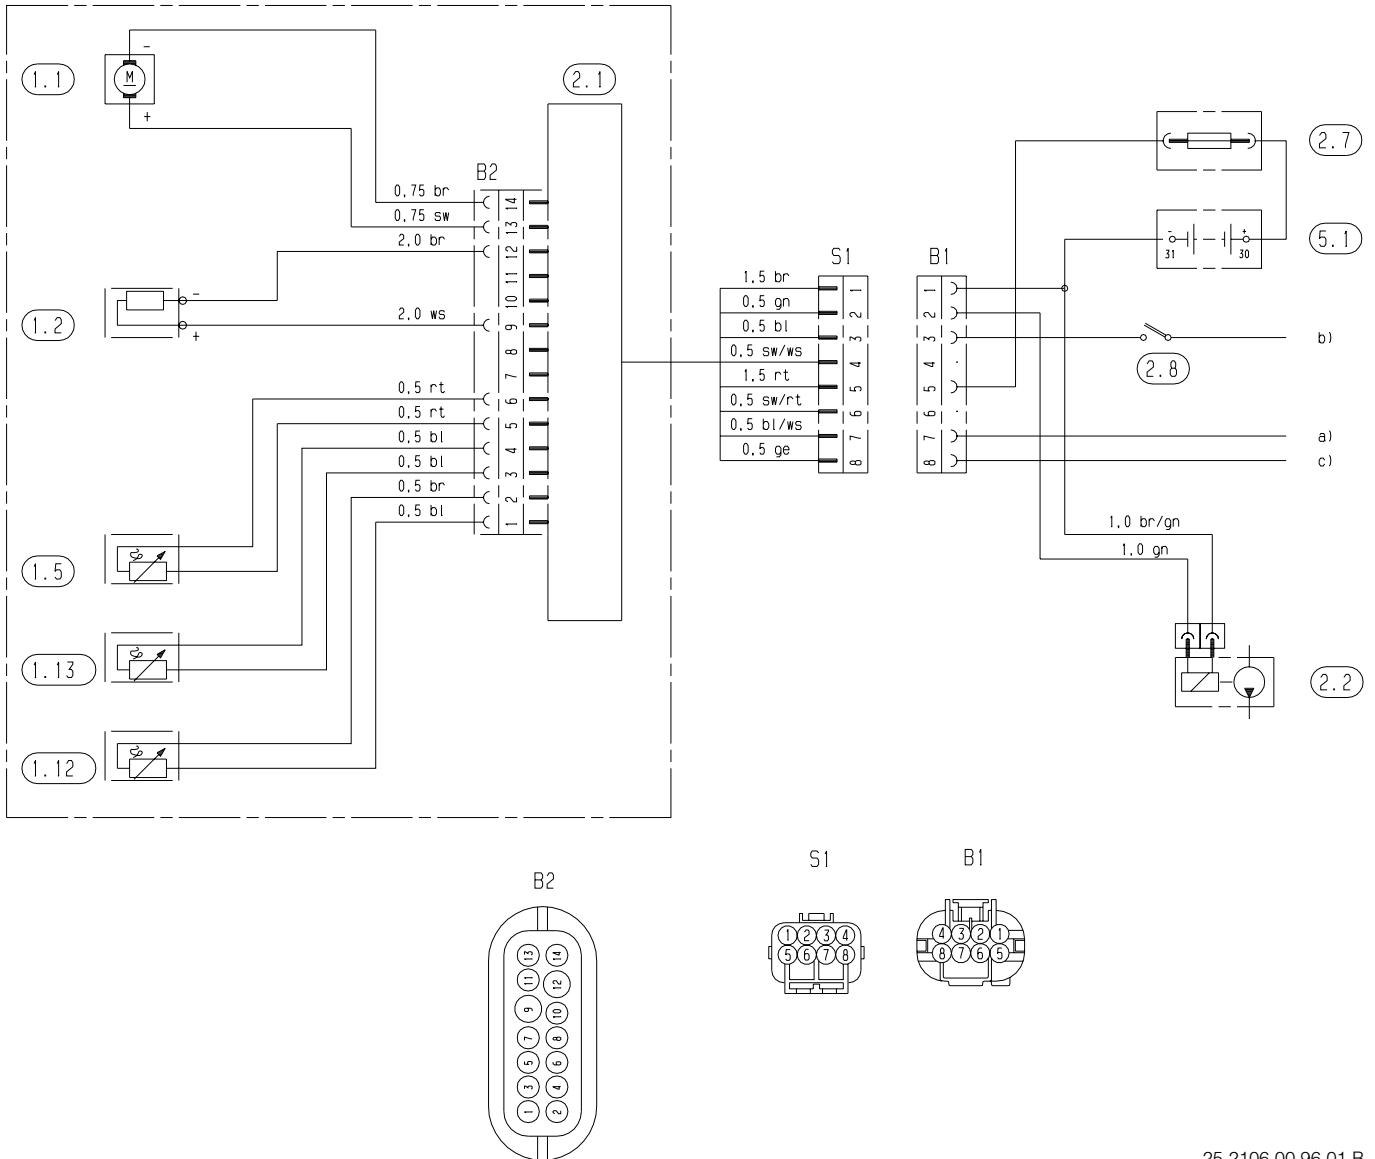 1.1
-
M
+
2.1
B2
0,75 br
0,75 sw
2,0 br
2,0 ws
0,5 rt
0,5 rt
0,5 bl
0,5 bl
0,5 br
0,5 bl
14
13
12
11
10
9
8
7
6
5
4
3
2
1
1.2
-
+
1.5
1.13
1.12
S1
1,5 br
0,5 gn
0,5 bl
0,5 sw/ws
1,5 rt
0,5 sw/rt
0,5 bl/ws
0,5 ge
1
2
3
4
5
6
7
8
B1
1
2
3
4
5
6
7
8
2.7
- +
31 30
5.1
b)
2.8
a)
c)
1,0 br/gn
1,0 gn
2.2
B2
13 14
11 12
9 10
7 8
5 6
3 4
1 2
S1
1 2 3 4
5 6 7 8
B1
4 3 2 1
8 7 6 5
25 2106 00 96 01 B